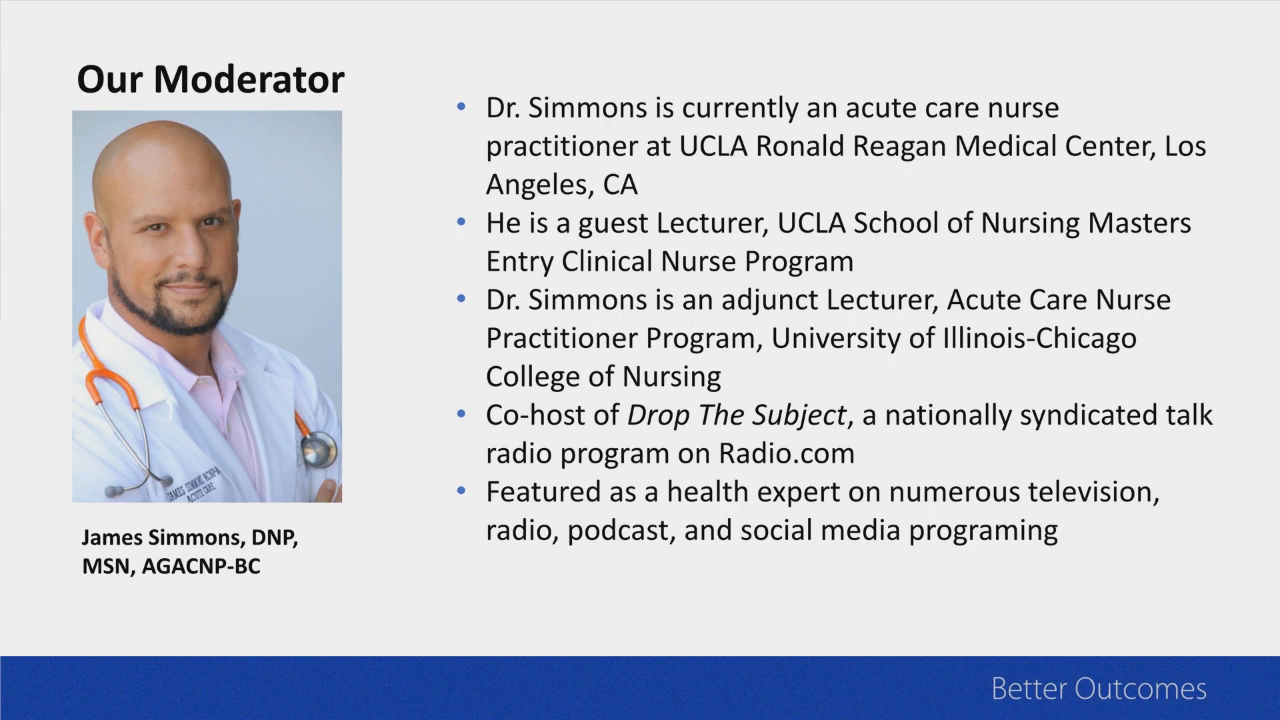 Our Moderator
• Dr. Simmons is currently an acute care nurse
practitioner at UCLA Ronald Reagan Medical Center, Los
Angeles, CA
• He is a guest Lecturer, UCLA School of Nursing Masters
Entry Clinical Nurse Program
• Dr. Simmons is an adjunct Lecturer, Acute Care Nurse
Practitioner Program, University of Illinois-Chicago
College of Nursing
• Co-host of Drop The Subject, a nationally syndicated talk
radio program on Radio.com
• Featured as a health expert on numerous television,
radio, podcast, and social media programing
JAMES SIMMONS
ACUTE CARE
James Simmons, DNP,
MSN, AGACNP-BC
Better Outcomes